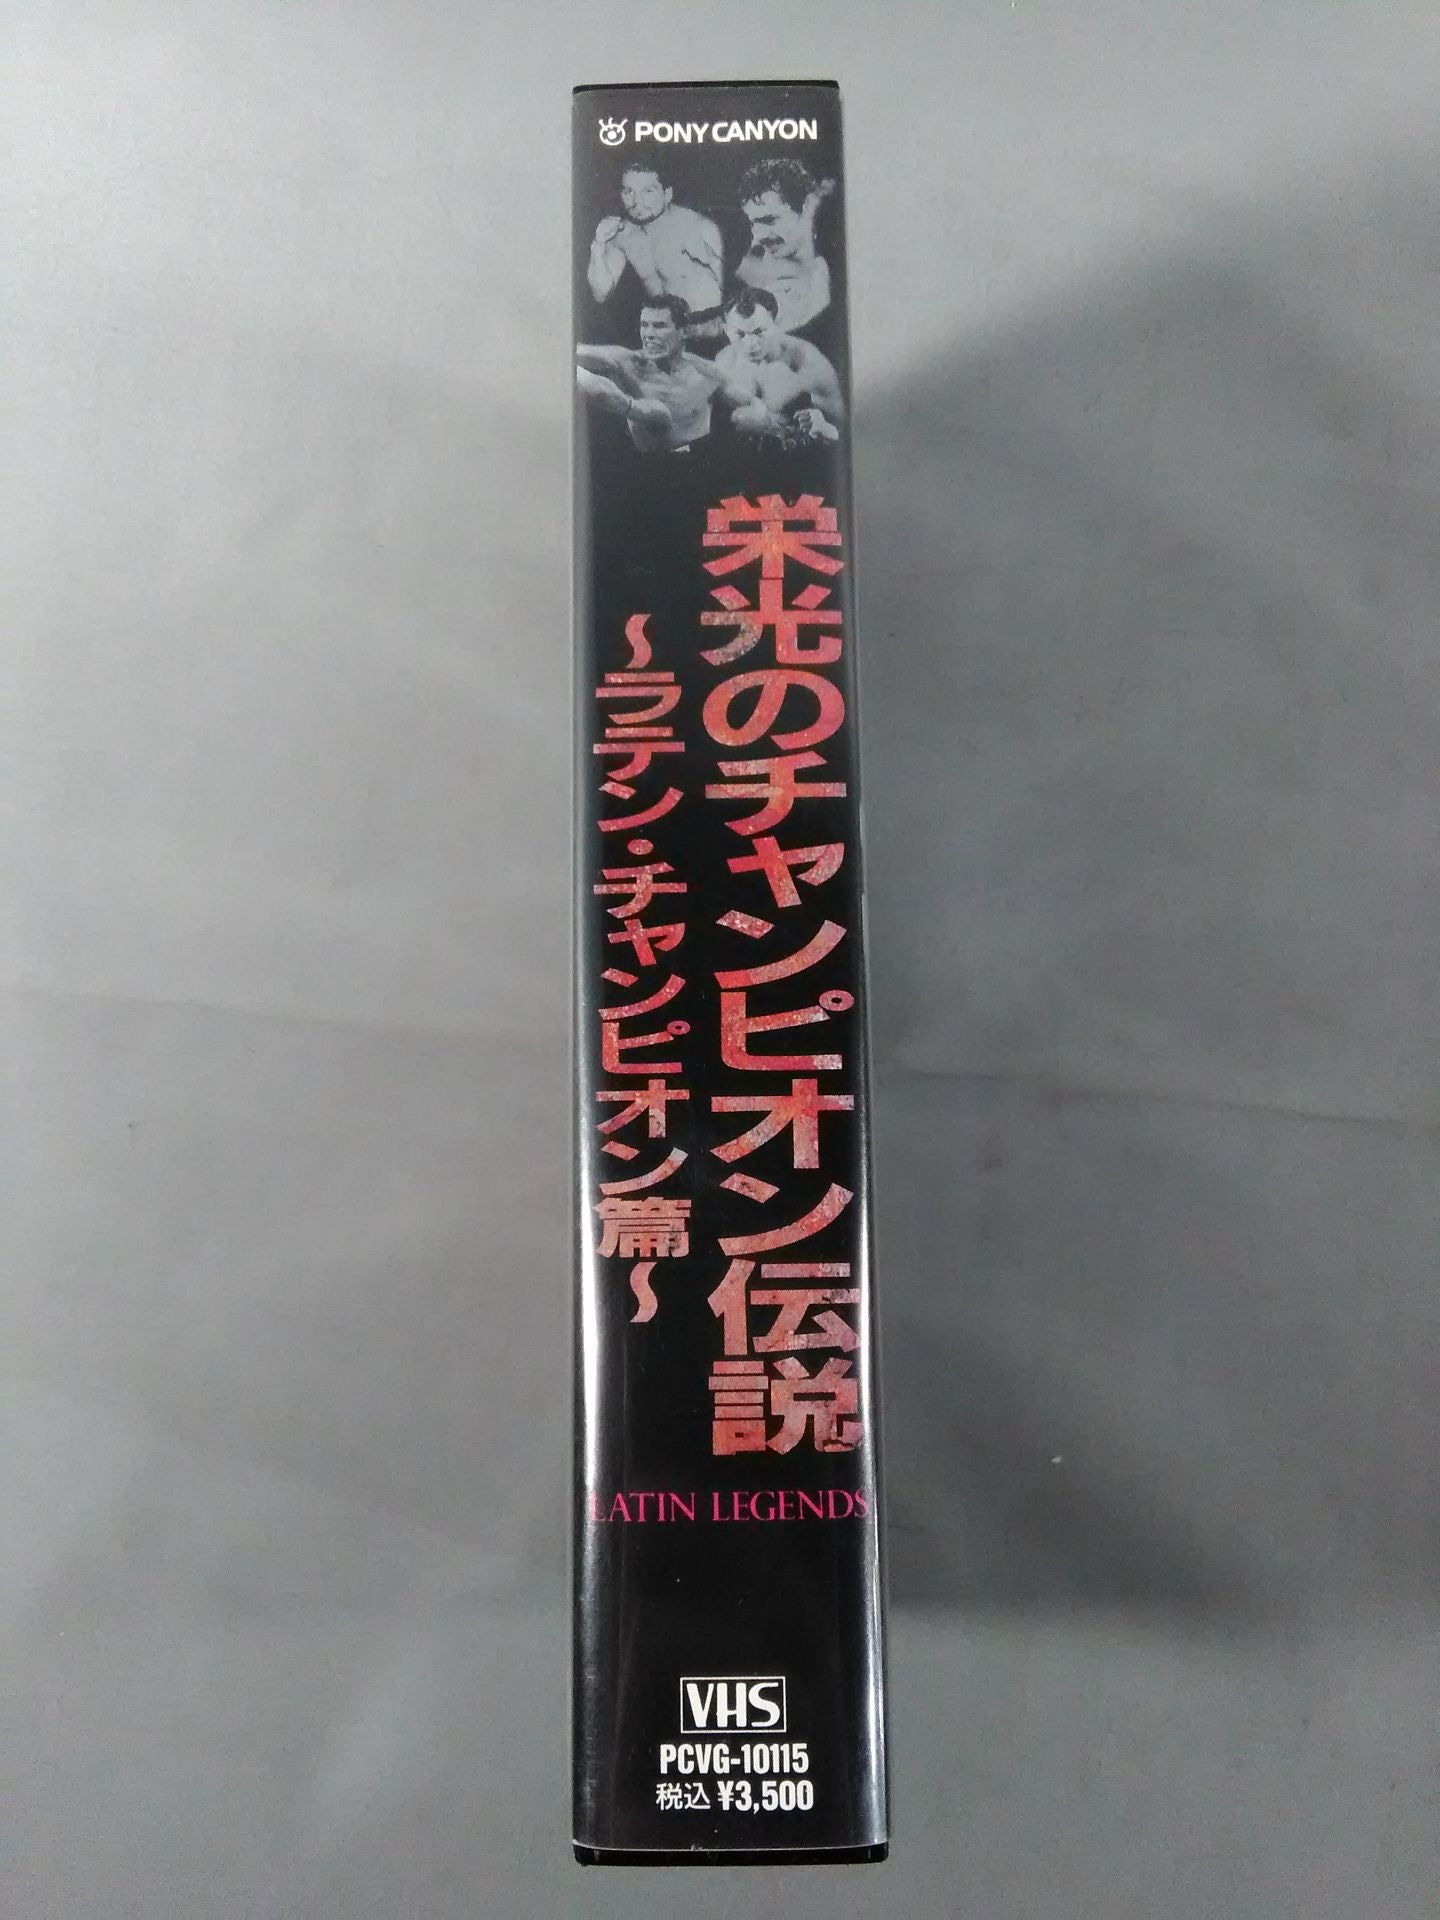 PONY CANYON
栄光のチャンピオン伝説
〜ラテン・チャンピオン篇〜
LATIN LEGENDS
VHS
PCVG-10115
税込 ¥3,500